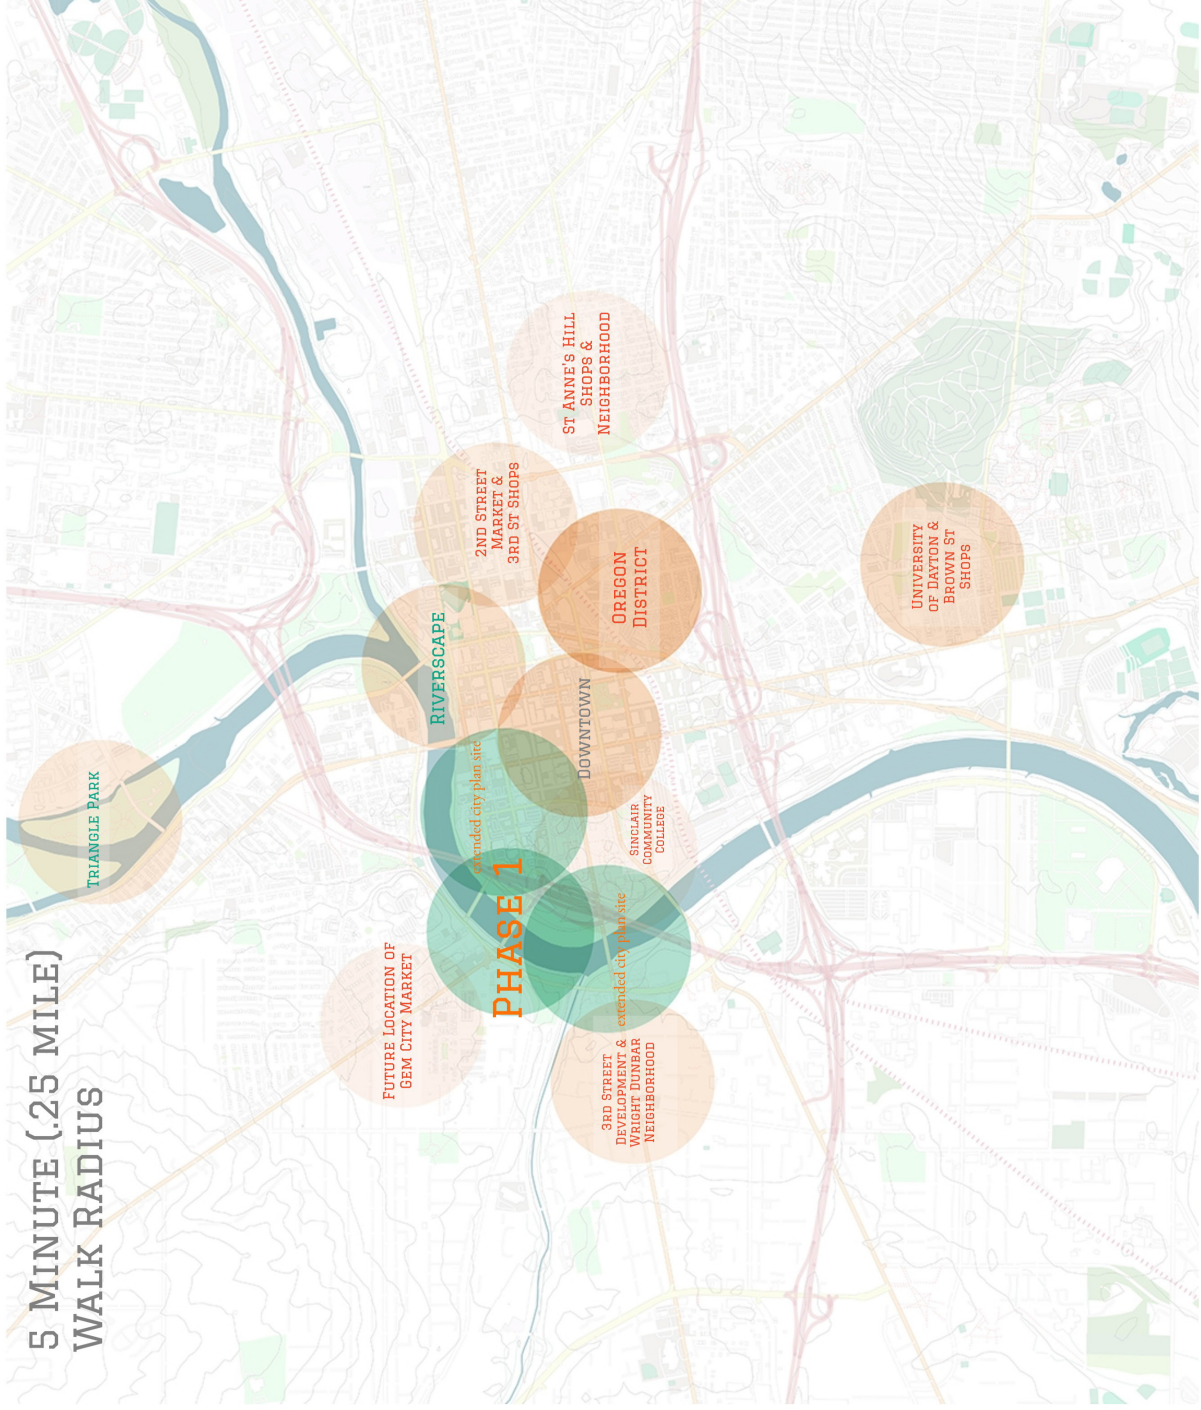 5 Minute (.25 Mile)
Walk Radius
Triangle Park
Future Location of
Gem City Market
Riverscape
2nd Street
Market &
3rd St Shops
St Anne's Hill
Shops &
Neighborhood
extended city plan site
Phase 1
Downtown
Oregon
District
3rd Street
Development &
Wright Dunbar
Neighborhood
extended city plan site
Sinclair
Community
College
University
of Dayton &
Brown St
Shops